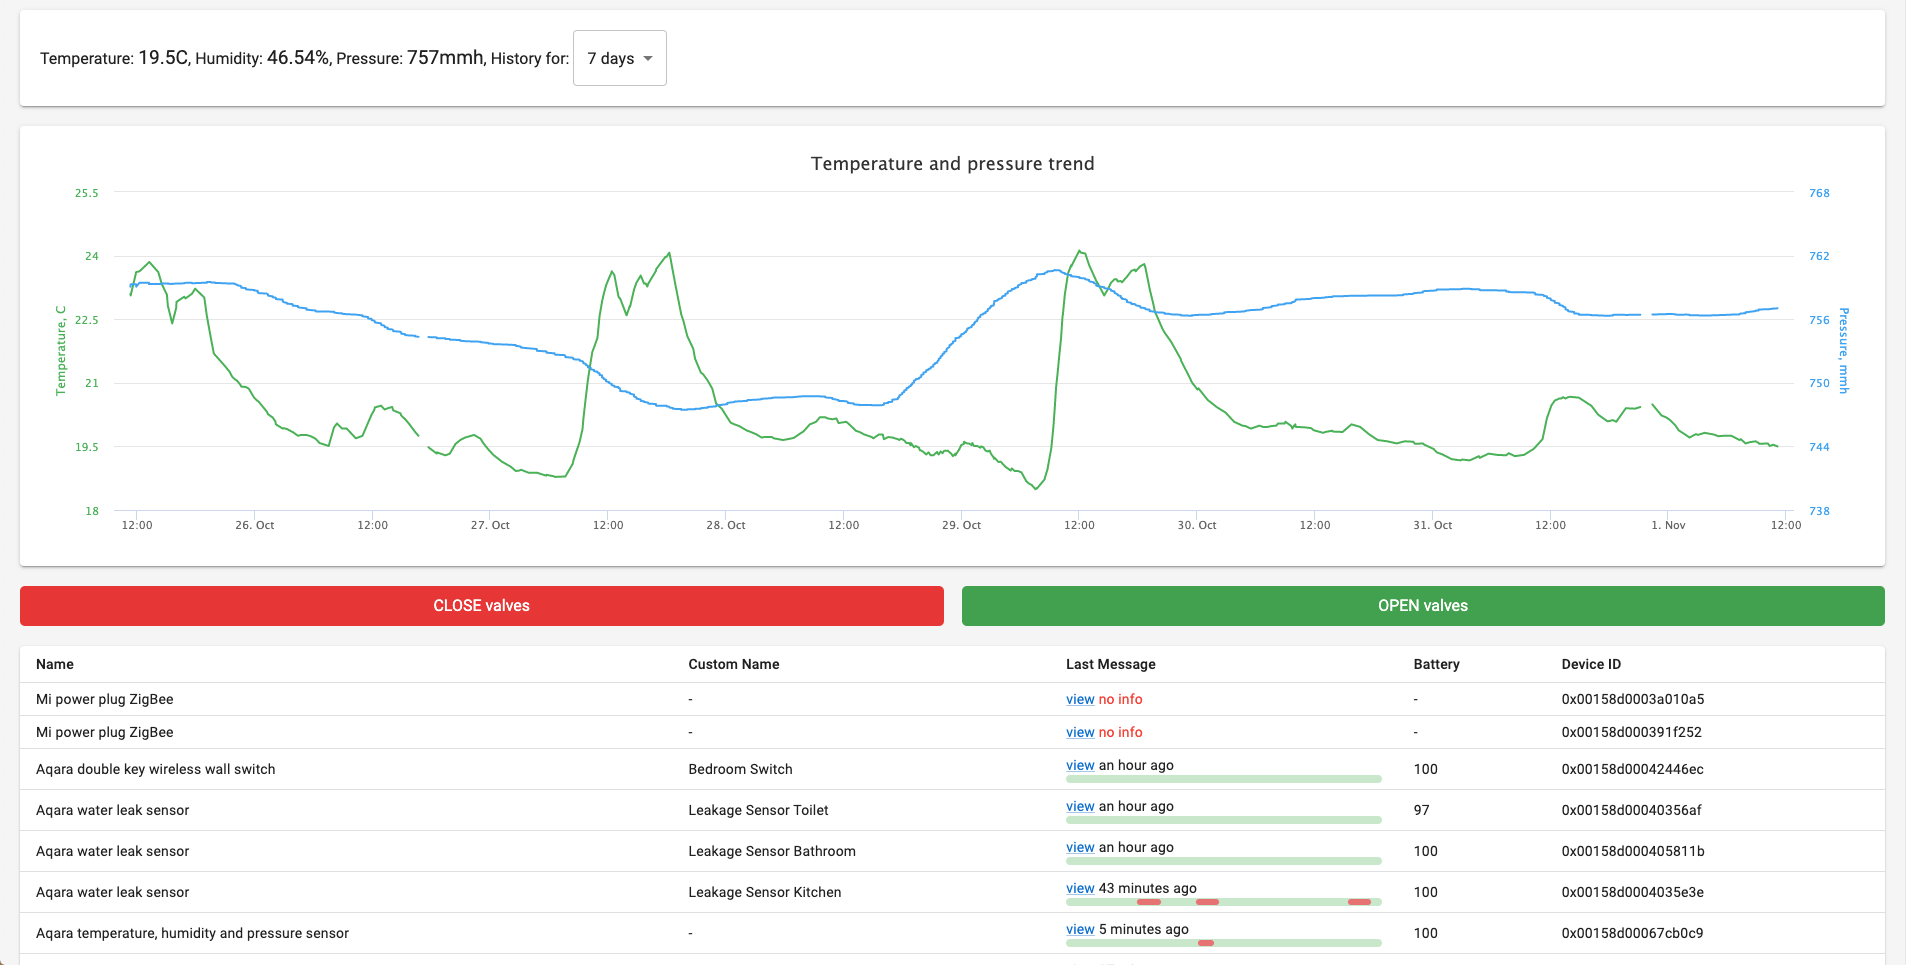 Temperature: 19.5C, Humidity: 46.54%, Pressure: 757mmh, History for: 7 days
Temperature and pressure trend
25.5
24
22.5
21
19.5
18
Temperature, C
768
762
756
750
744
738
Pressure, mmh
12:00 26. Oct 12:00 27. Oct 12:00 28. Oct 12:00 29. Oct 12:00 30. Oct 12:00 31. Oct 12:00 1. Nov 12:00
CLOSE valves OPEN valves
Name Custom Name Last Message Battery Device ID
Mi power plug ZigBee - view no info - 0x00158d0003a010a5
Mi power plug ZigBee - view no info - 0x00158d000391f252
Aqara double key wireless wall switch Bedroom Switch view an hour ago 100 0x00158d00042446ec
Aqara water leak sensor Leakage Sensor Toilet view an hour ago 97 0x00158d00040356af
Aqara water leak sensor Leakage Sensor Bathroom view an hour ago 100 0x00158d000405811b
Aqara water leak sensor Leakage Sensor Kitchen view 43 minutes ago 100 0x00158d0004035e3e
Aqara temperature, humidity and pressure sensor - view 5 minutes ago 100 0x00158d00067cb0c9